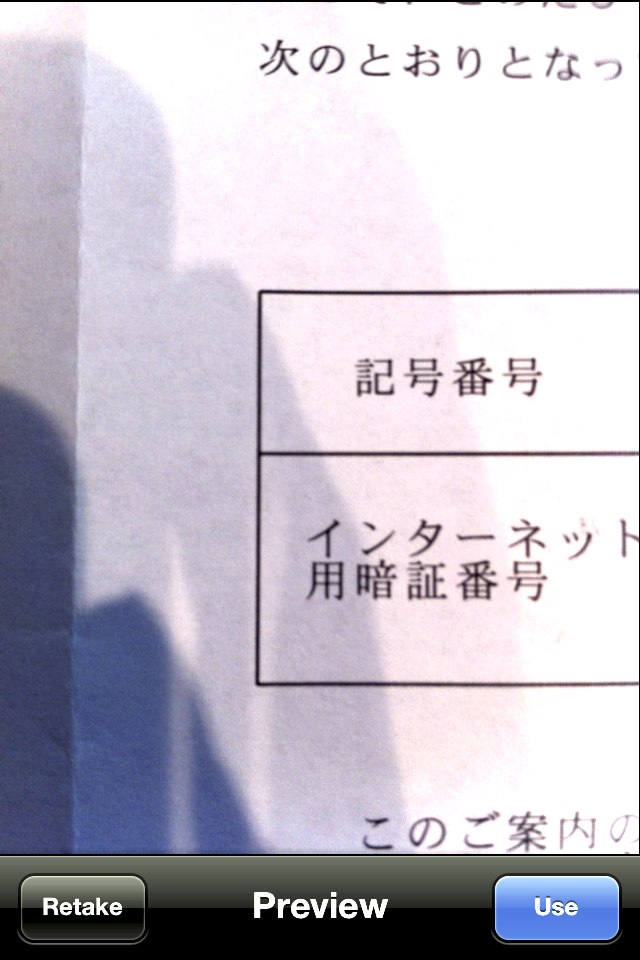 次のとおりとなっ
記号番号
インターネット
用暗証番号
このご案内の
Retake Preview Use